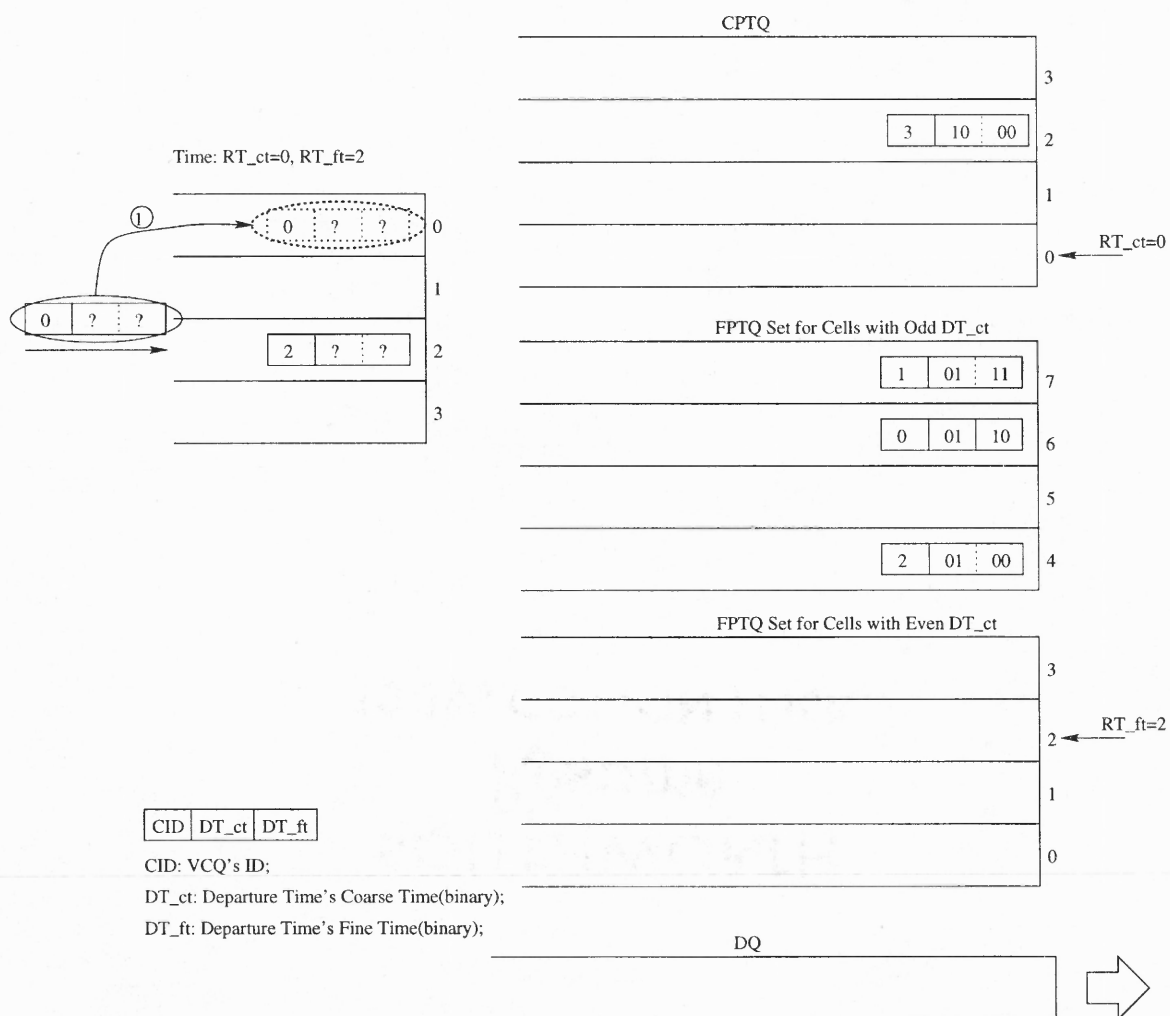 CPTQ
3
3 10 00
2
1
0
RT_ct=0
Time: RT_ct=0, RT_ft=2
1
0 ? ?
0
1
0 ? ?
2 ? ?
2
3
FPTQ Set for Cells with Odd DT_ct
1 01 11
7
0 01 10
6
5
2 01 00
4
FPTQ Set for Cells with Even DT_ct
3
2
RT_ft=2
1
0
CID DT_ct DT_ft
CID: VCQ's ID;
DT_ct: Departure Time's Coarse Time(binary);
DT_ft: Departure Time's Fine Time(binary);
DQ